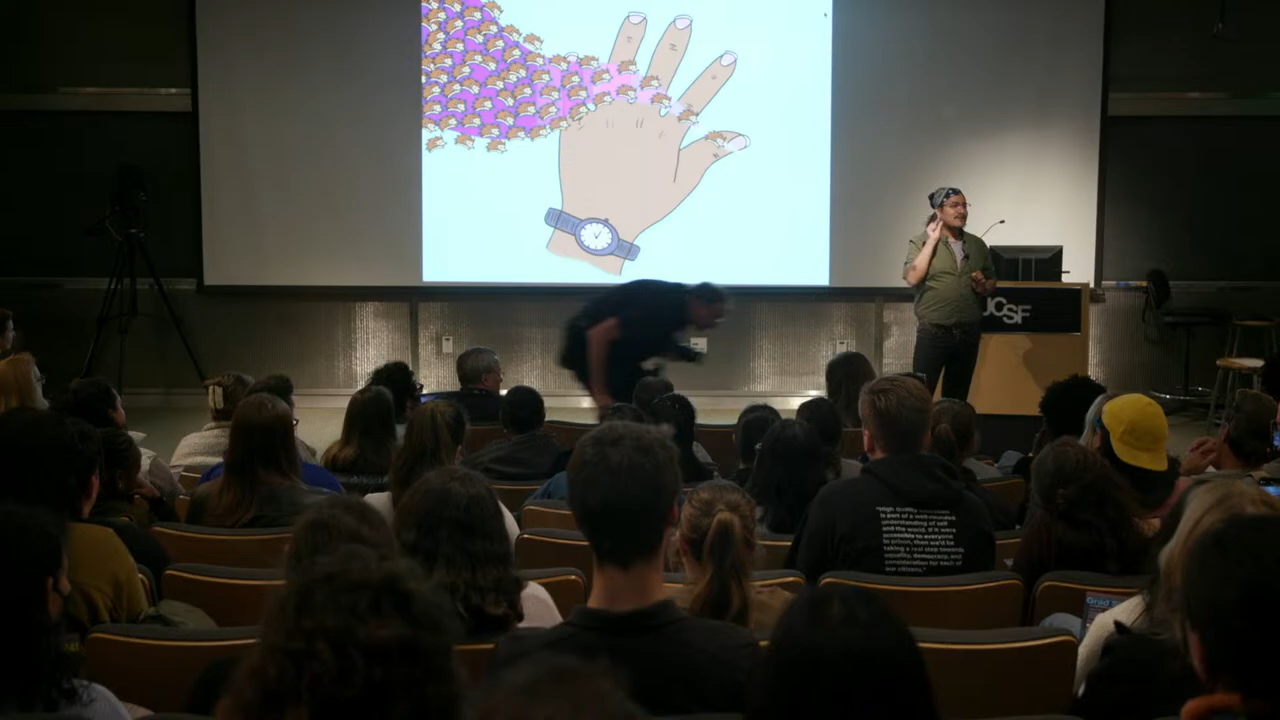 UCSF
"High quality
is part of a well-rounded
understanding of self
and the world. If it were
accessible to everyone
in prison, then we'd be
taking a real step towards
equality, democracy, and
consideration for each of
our citizens."
Grad